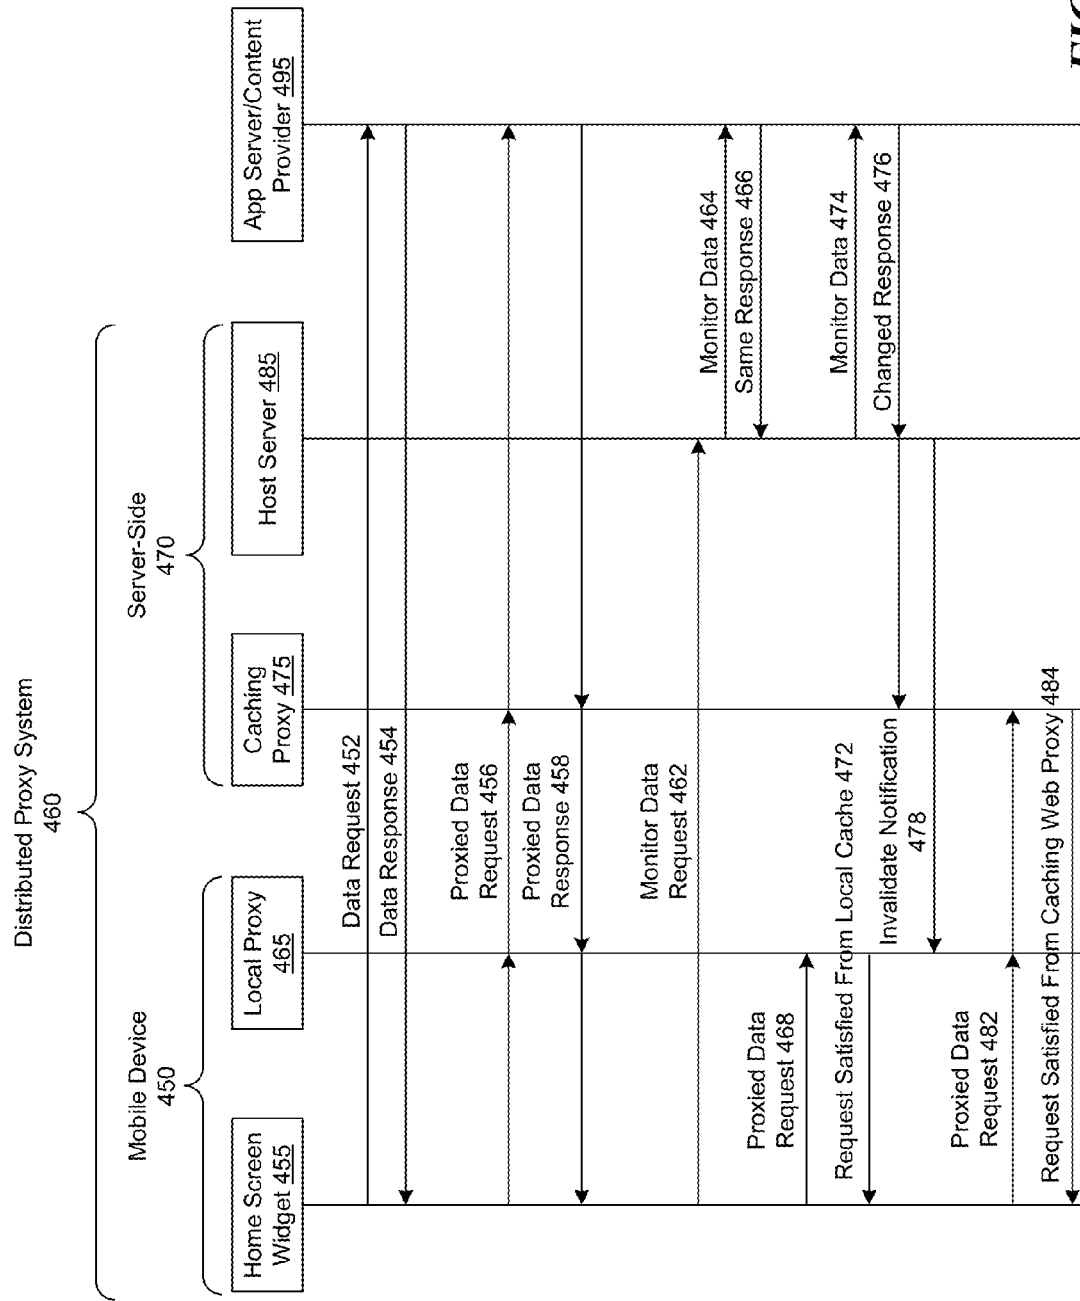 Distributed Proxy System
460
Mobile Device
450
Server-Side
470
Home Screen
Widget 455
Local Proxy
465
Caching
Proxy 475
Host Server 485
App Server/Content
Provider 495
Data Request 452
Data Response 454
Proxied Data
Request 456
Proxied Data
Response 458
Monitor Data
Request 462
Monitor Data 464
Same Response 466
Proxied Data
Request 468
Request Satisfied From Local Cache 472
Monitor Data 474
Changed Response 476
Invalidate Notification
478
Proxied Data
Request 482
Request Satisfied From Caching Web Proxy 484